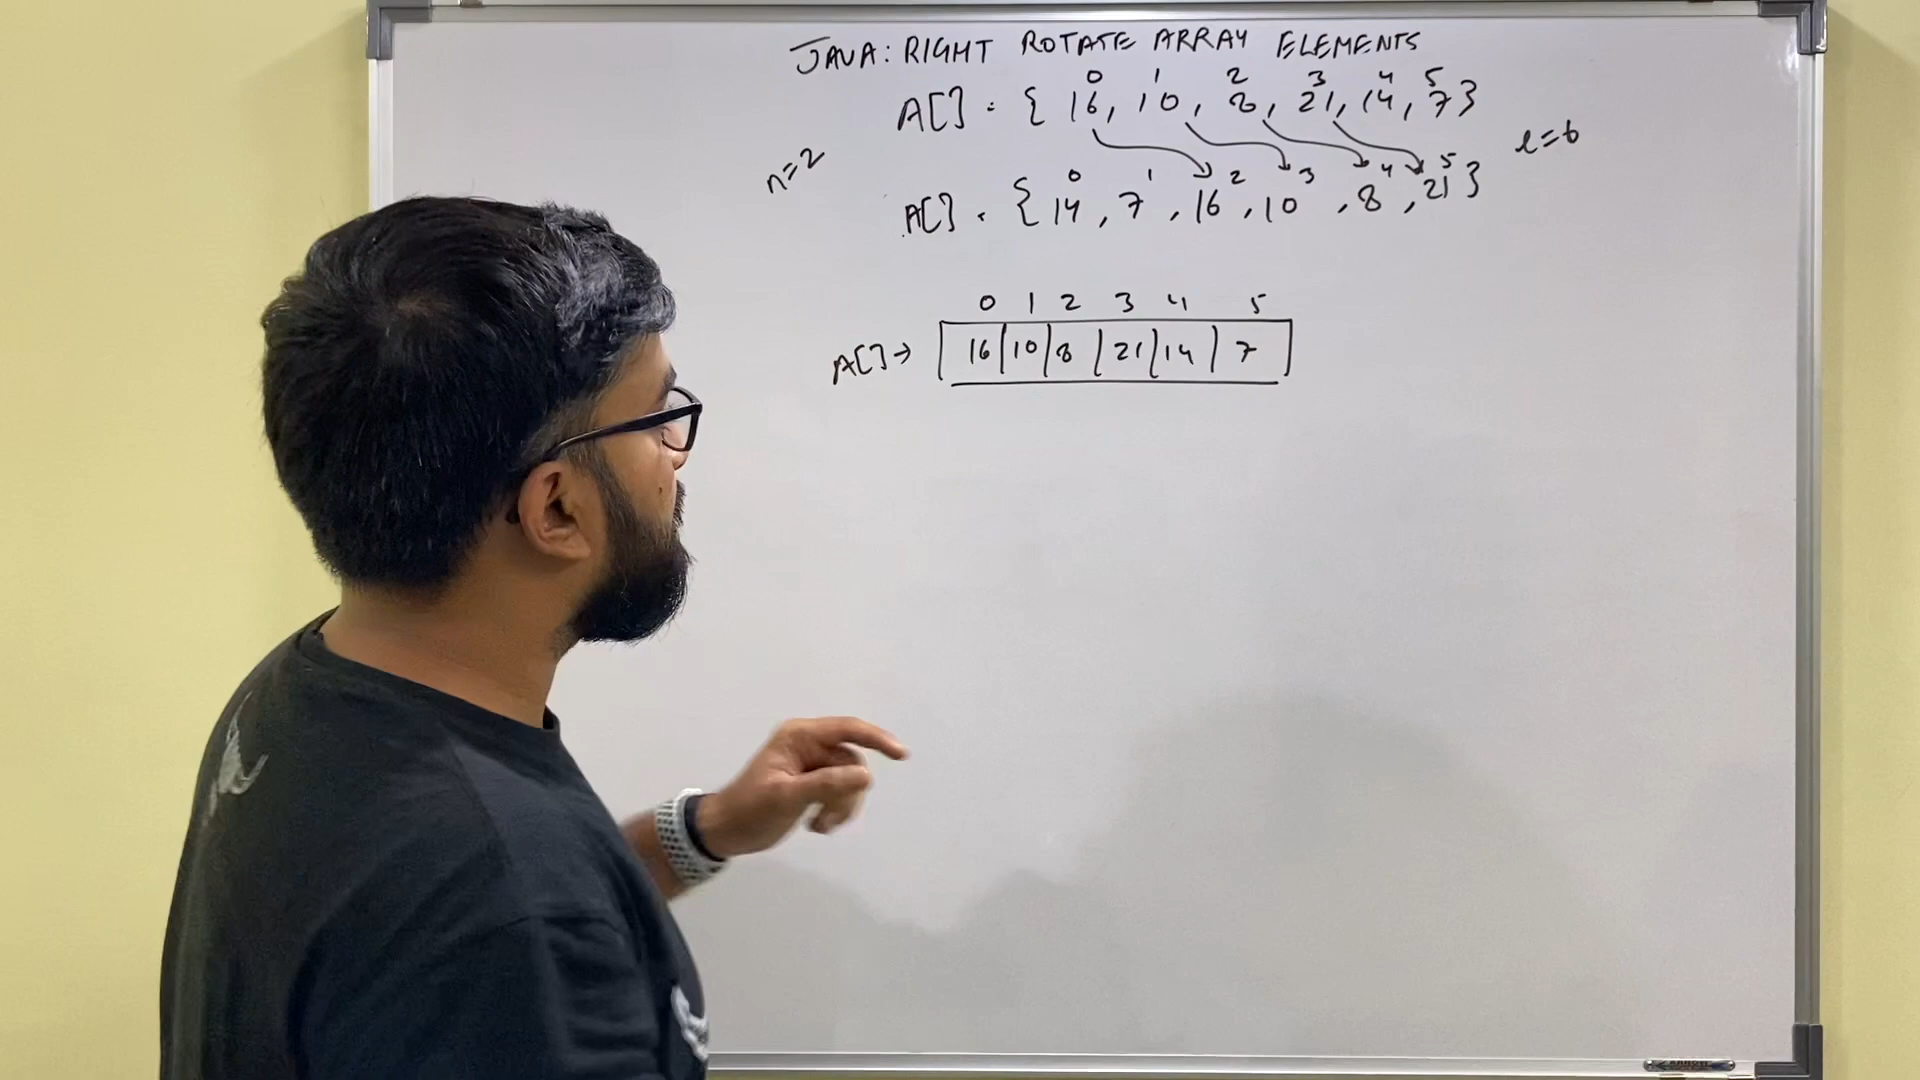 JAVA: RIGHT ROTATE ARRAY ELEMENTS
0 1 2 3 4 5
A[] = { 16, 10, 8, 21, 14, 7 }
n=2
l=6
0 1 2 3 4 5
A[] = { 14, 7, 16, 10, 8, 21 }
0 1 2 3 4 5
A[] → | 16 | 10 | 8 | 21 | 14 | 7 |